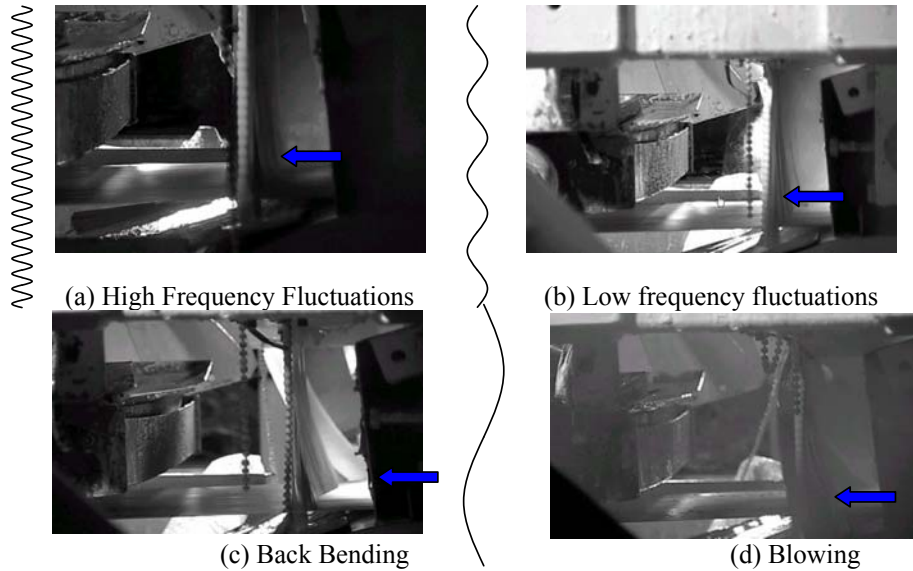 (a) High Frequency Fluctuations
(b) Low frequency fluctuations
(c) Back Bending
(d) Blowing